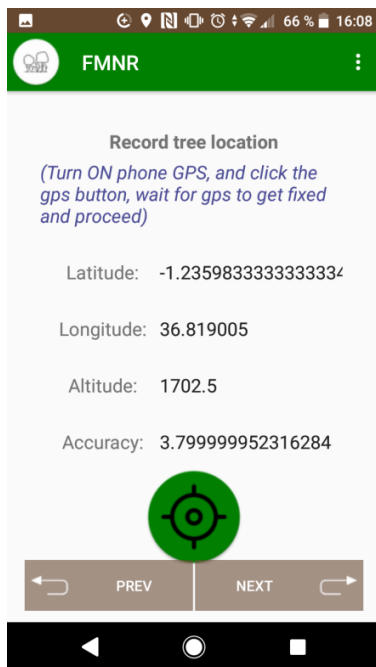 66 % 16:08
FMNR
Record tree location
(Turn ON phone GPS, and click the
gps button, wait for gps to get fixed
and proceed)
Latitude: -1.235983333333334
Longitude: 36.819005
Altitude: 1702.5
Accuracy: 3.799999952316284
PREV NEXT